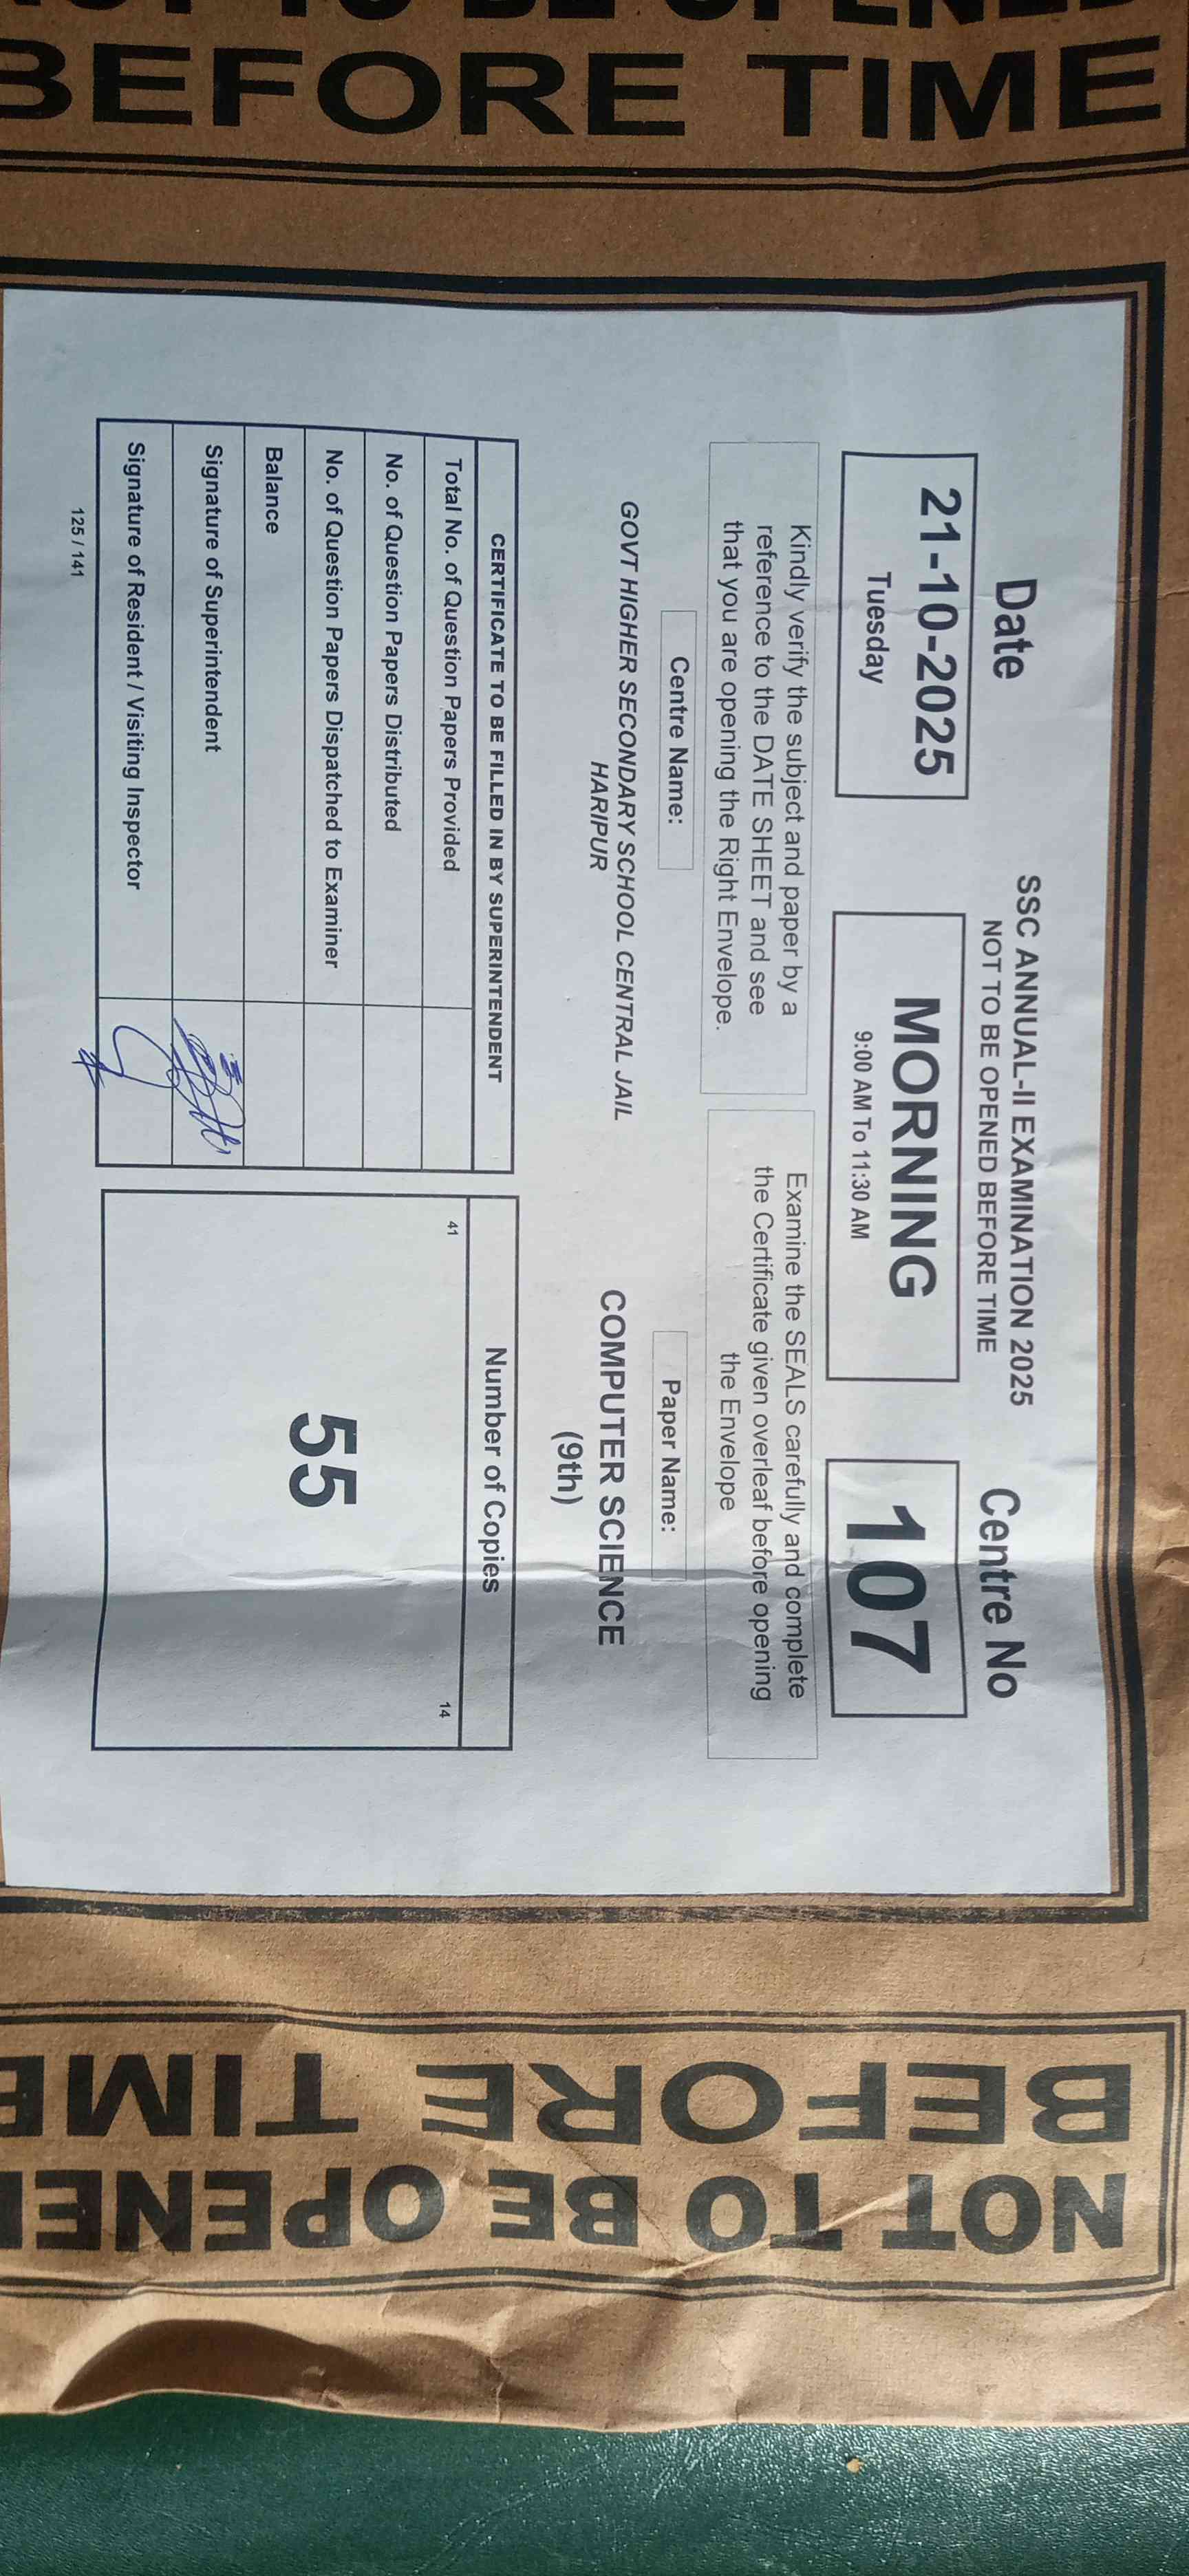 NOT TO BE OPENED
BEFORE TIME
SSC ANNUAL-II EXAMINATION 2025
NOT TO BE OPENED BEFORE TIME
Date
21-10-2025
Tuesday
MORNING
9:00 AM To 11:30 AM
Centre No
107
Kindly verify the subject and paper by a
reference to the DATE SHEET and see
that you are opening the Right Envelope.
Examine the SEALS carefully and complete
the Certificate given overleaf before opening
the Envelope
Centre Name:
GOVT HIGHER SECONDARY SCHOOL CENTRAL JAIL
HARIPUR
Paper Name:
COMPUTER SCIENCE
(9th)
CERTIFICATE TO BE FILLED IN BY SUPERINTENDENT
Total No. of Question Papers Provided
No. of Question Papers Distributed
No. of Question Papers Dispatched to Examiner
Balance
Signature of Superintendent
Signature of Resident / Visiting Inspector
125 / 141
Number of Copies
41
14
55
NOT TO BE OPENE
BEFORE TIME